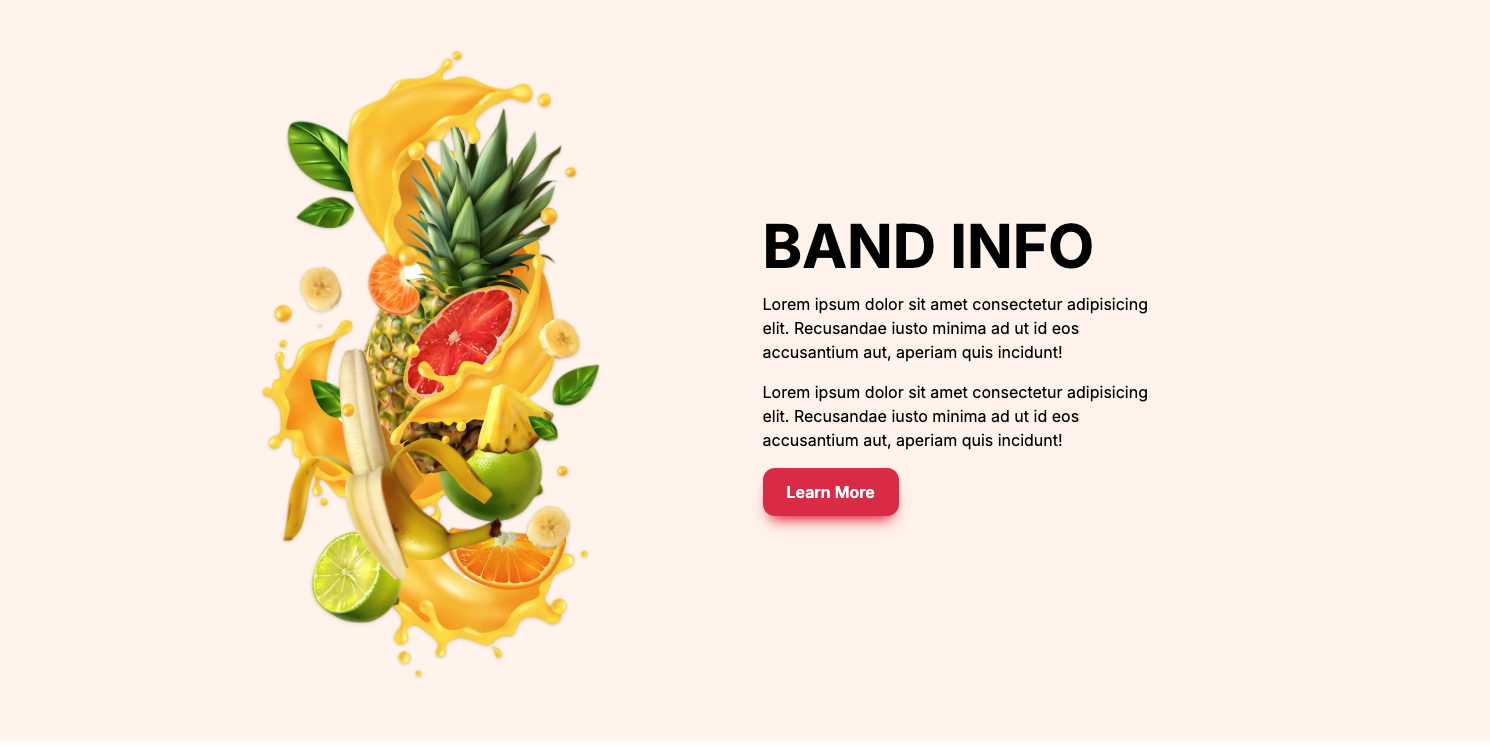 BAND INFO
Lorem ipsum dolor sit amet consectetur adipisicing
elit. Recusandae iusto minima ad ut id eos
accusantium aut, aperiam quis incidunt!
Lorem ipsum dolor sit amet consectetur adipisicing
elit. Recusandae iusto minima ad ut id eos
accusantium aut, aperiam quis incidunt!
Learn More